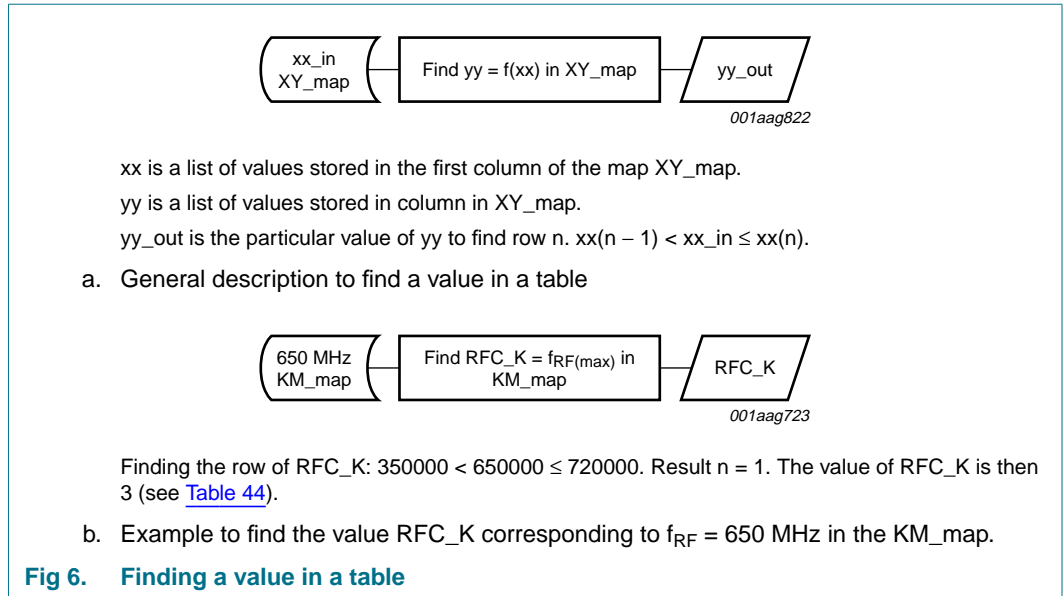 xx_in
XY_map
Find yy = f(xx) in XY_map
yy_out
001aag822
xx is a list of values stored in the first column of the map XY_map.
yy is a list of values stored in column in XY_map.
yy_out is the particular value of yy to find row n. xx(n − 1) < xx_in ≤ xx(n).
a. General description to find a value in a table
650 MHz
KM_map
Find RFC_K = fRF(max) in
KM_map
RFC_K
001aag723
Finding the row of RFC_K: 350000 < 650000 ≤ 720000. Result n = 1. The value of RFC_K is then
3 (see Table 44).
b. Example to find the value RFC_K corresponding to fRF = 650 MHz in the KM_map.
Fig 6. Finding a value in a table